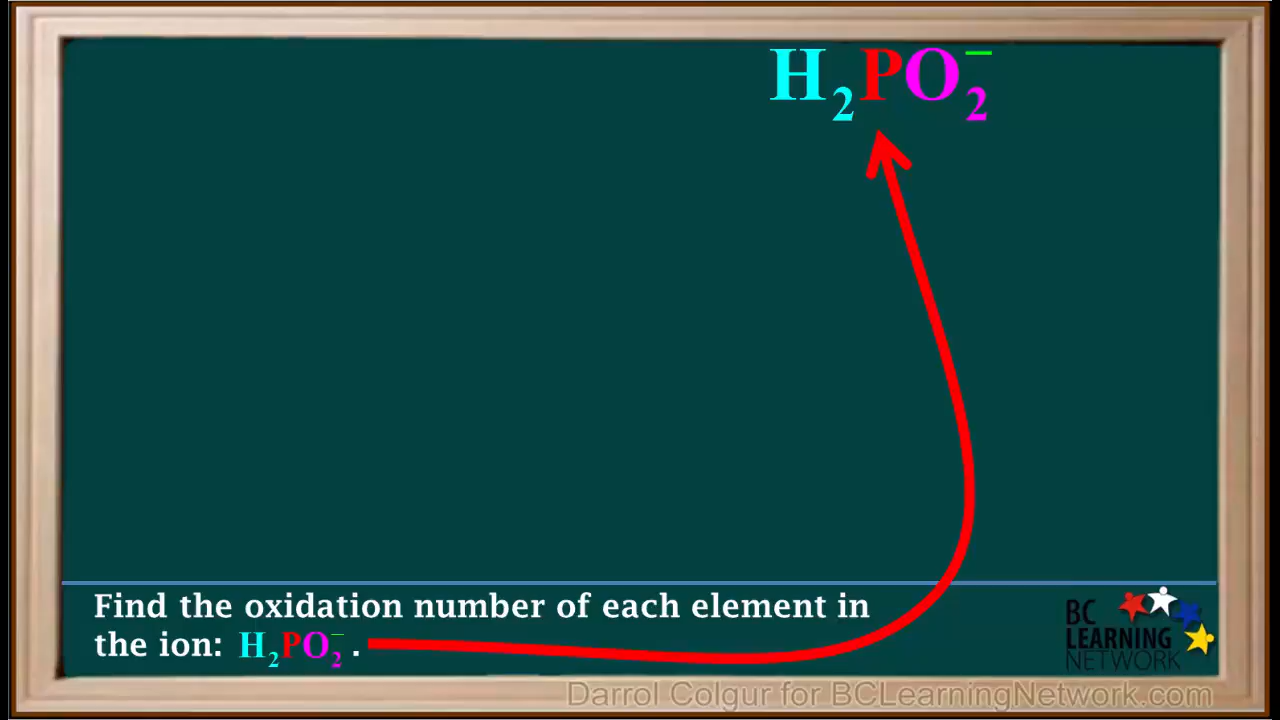 H₂PO₂⁻
Find the oxidation number of each element in
the ion: H₂PO₂⁻ .
BC
LEARNING
NETWORK
Darrol Colgur for BCLearningNetwork.com